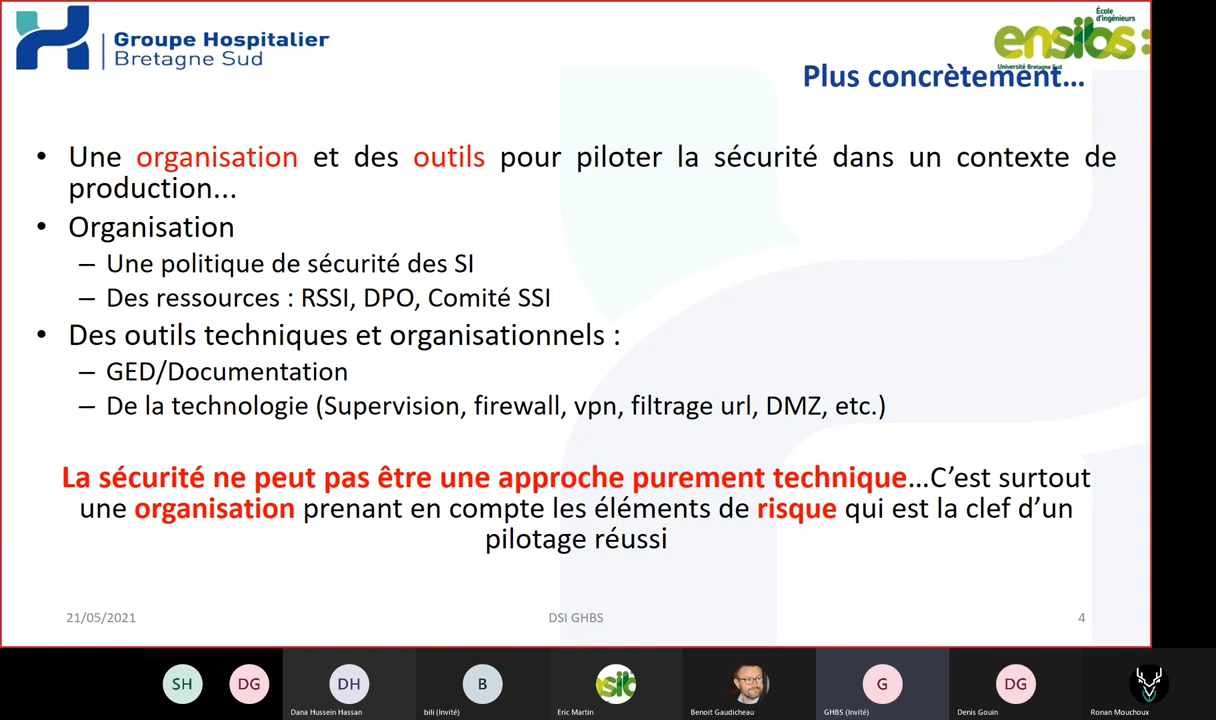 Groupe Hospitalier
Bretagne Sud
École
d'ingénieurs
ensibs:
Université Bretagne Sud
Plus concrètement...
• Une organisation et des outils pour piloter la sécurité dans un contexte de
production...
• Organisation
– Une politique de sécurité des SI
– Des ressources : RSSI, DPO, Comité SSI
• Des outils techniques et organisationnels :
– GED/Documentation
– De la technologie (Supervision, firewall, vpn, filtrage url, DMZ, etc.)
La sécurité ne peut pas être une approche purement technique...C'est surtout
une organisation prenant en compte les éléments de risque qui est la clef d'un
pilotage réussi
21/05/2021 DSI GHBS 4
SH DG DH B G DG
Dana Hussein Hassan bili (Invité) Eric Martin Benoit Gaudicheau GHBS (Invité) Denis Gouin Ronan Mouchoux